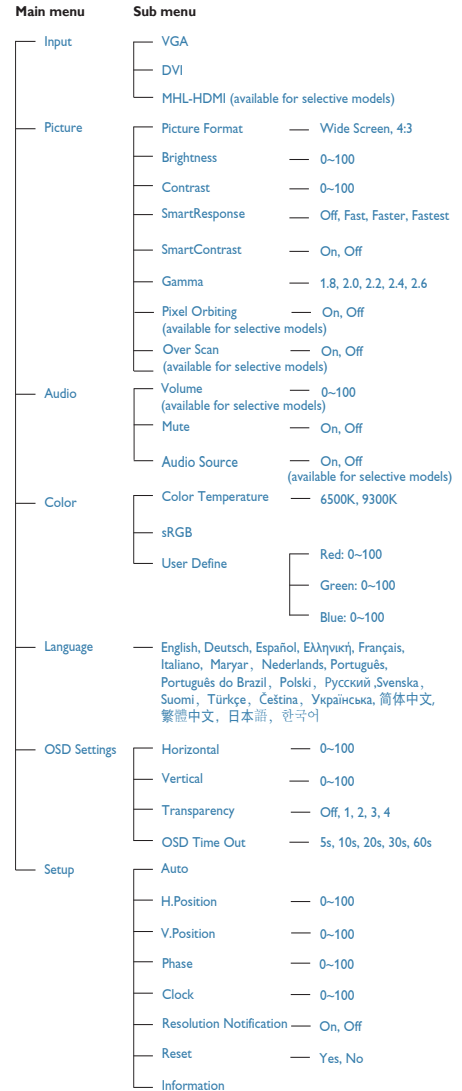 Main menu Sub menu
Input VGA
DVI
MHL-HDMI (available for selective models)
Picture Picture Format Wide Screen, 4:3
Brightness 0~100
Contrast 0~100
SmartResponse Off, Fast, Faster, Fastest
SmartContrast On, Off
Gamma 1.8, 2.0, 2.2, 2.4, 2.6
Pixel Orbiting On, Off
(available for selective models)
Over Scan On, Off
(available for selective models)
Audio Volume 0~100
(available for selective models)
Mute On, Off
Audio Source On, Off
(available for selective models)
Color Color Temperature 6500K, 9300K
sRGB
User Define Red: 0~100
Green: 0~100
Blue: 0~100
Language English, Deutsch, Español, Ελληνική, Français,
Italiano, Maryar, Nederlands, Português,
Português do Brazil, Polski, Русский ,Svenska,
Suomi, Türkçe, Čeština, Українська, 简体中文,
繁體中文, 日本語, 한국어
OSD Settings Horizontal 0~100
Vertical 0~100
Transparency Off, 1, 2, 3, 4
OSD Time Out 5s, 10s, 20s, 30s, 60s
Setup Auto
H.Position 0~100
V.Position 0~100
Phase 0~100
Clock 0~100
Resolution Notification On, Off
Reset Yes, No
Information